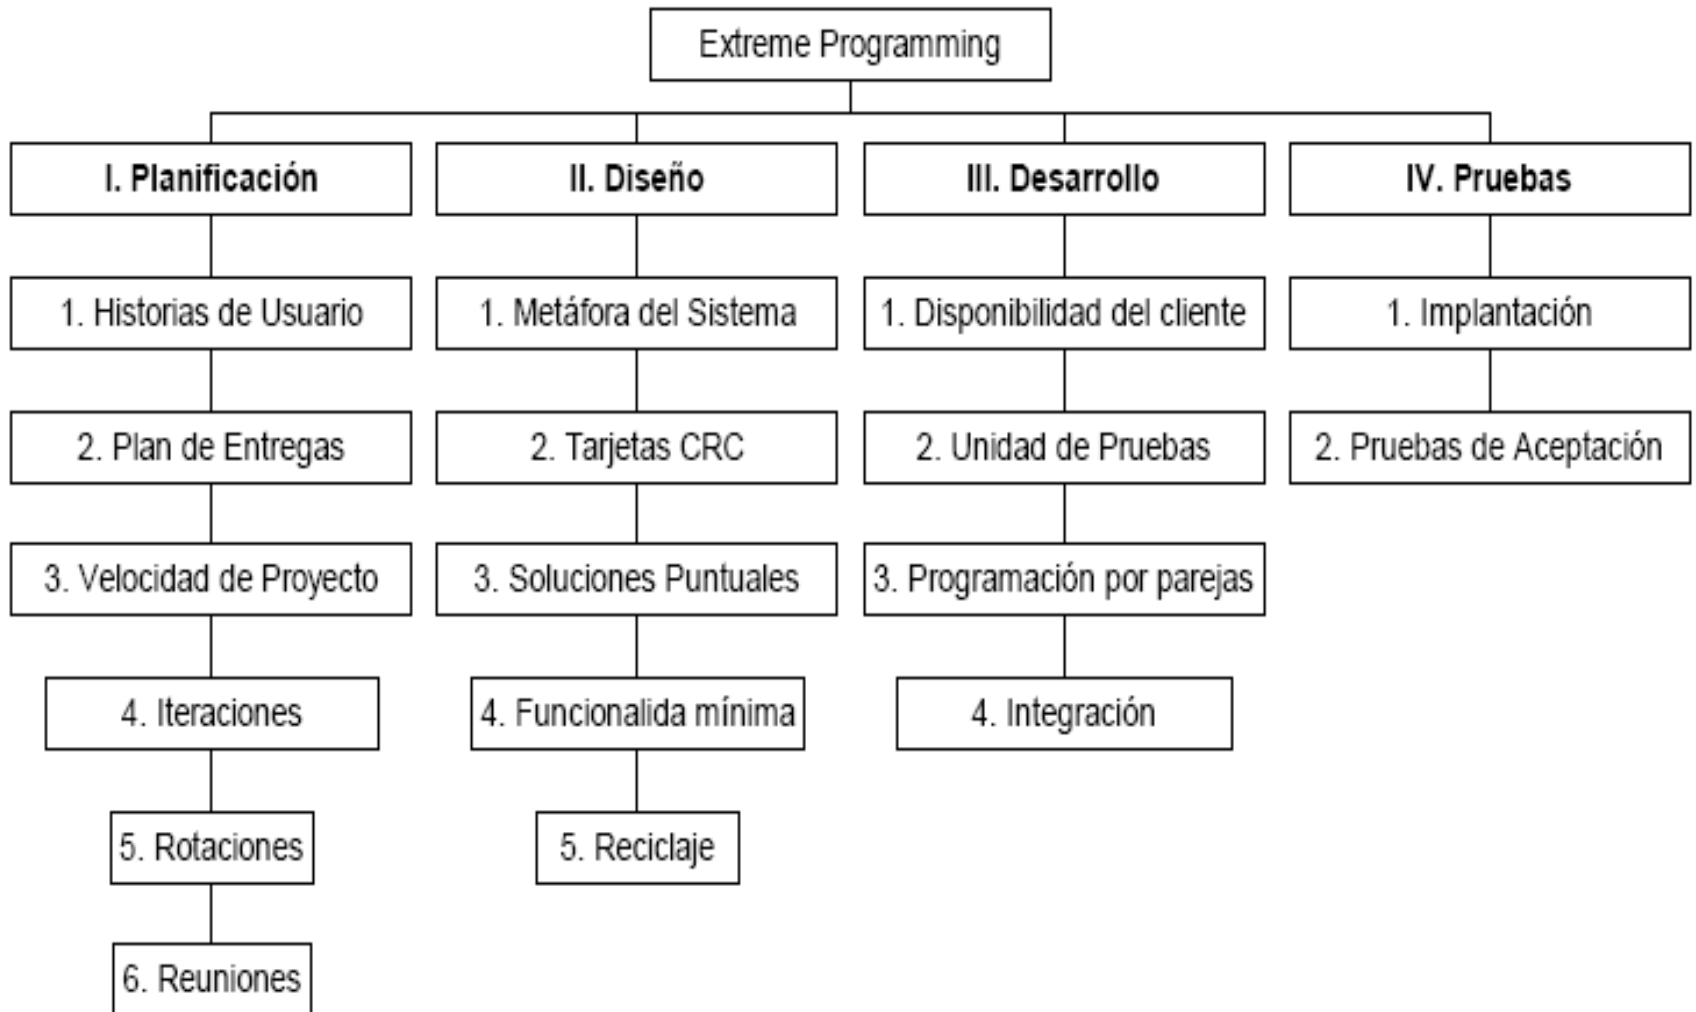 Extreme Programming
I. Planificación
1. Historias de Usuario
2. Plan de Entregas
3. Velocidad de Proyecto
4. Iteraciones
5. Rotaciones
6. Reuniones
II. Diseño
1. Metáfora del Sistema
2. Tarjetas CRC
3. Soluciones Puntuales
4. Funcionalida mínima
5. Reciclaje
III. Desarrollo
1. Disponibilidad del cliente
2. Unidad de Pruebas
3. Programación por parejas
4. Integración
IV. Pruebas
1. Implantación
2. Pruebas de Aceptación